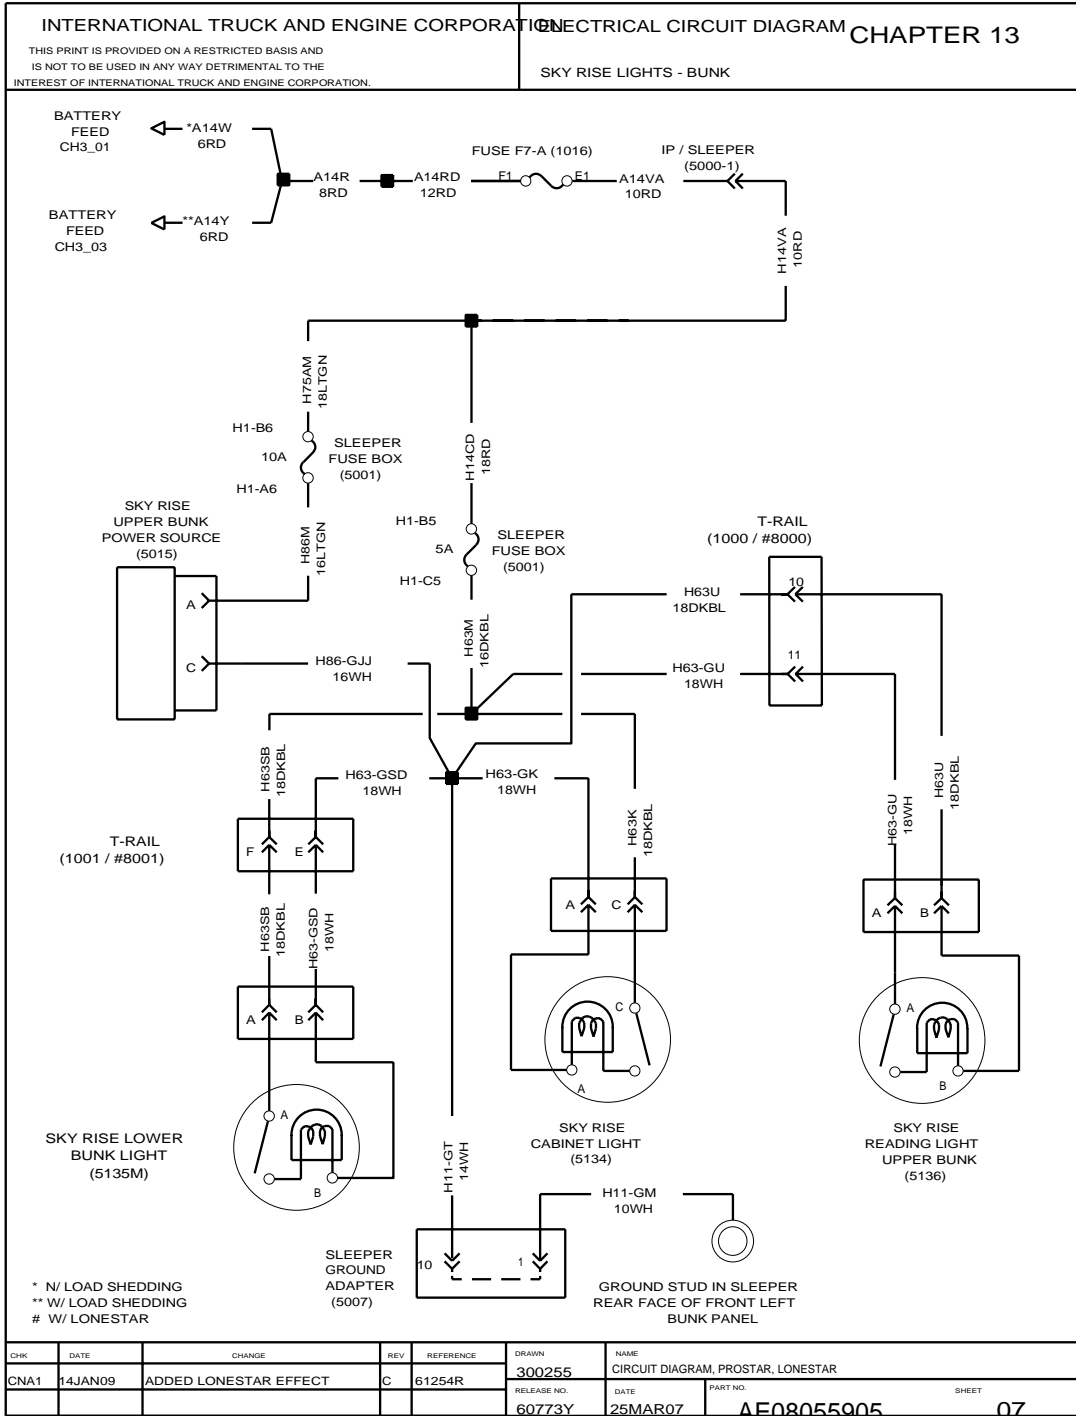 INTERNATIONAL TRUCK AND ENGINE CORPORATION
ELECTRICAL CIRCUIT DIAGRAM
CHAPTER 13
THIS PRINT IS PROVIDED ON A RESTRICTED BASIS AND
IS NOT TO BE USED IN ANY WAY DETRIMENTAL TO THE
INTEREST OF INTERNATIONAL TRUCK AND ENGINE CORPORATION.
SKY RISE LIGHTS - BUNK
BATTERY
FEED
CH3_01
*A14W
6RD
BATTERY
FEED
CH3_03
**A14Y
6RD
A14R
8RD
A14RD
12RD
FUSE F7-A (1016)
F1
E1
A14VA
10RD
IP / SLEEPER
(5000-1)
H14VA
10RD
H75AM
18LTGN
H1-B6
10A
H1-A6
SLEEPER
FUSE BOX
(5001)
H86M
16LTGN
H14CD
18RD
H1-B5
5A
H1-C5
SLEEPER
FUSE BOX
(5001)
H63M
16DKBL
SKY RISE
UPPER BUNK
POWER SOURCE
(5015)
A
C
H86-GJJ
16WH
T-RAIL
(1000 / #8000)
10
11
H63U
18DKBL
H63-GU
18WH
H63SB
18DKBL
H63-GSD
18WH
H63-GK
18WH
H63K
18DKBL
H63-GU
18WH
H63U
18DKBL
T-RAIL
(1001 / #8001)
F
E
H63SB
18DKBL
H63-GSD
18WH
A
B
A
B
SKY RISE LOWER
BUNK LIGHT
(5135M)
A
C
C
A
SKY RISE
CABINET LIGHT
(5134)
A
B
A
B
SKY RISE
READING LIGHT
UPPER BUNK
(5136)
H11-GT
14WH
H11-GM
10WH
SLEEPER
GROUND
ADAPTER
(5007)
10
1
GROUND STUD IN SLEEPER
REAR FACE OF FRONT LEFT
BUNK PANEL
* N/ LOAD SHEDDING
** W/ LOAD SHEDDING
# W/ LONESTAR
CHK DATE CHANGE REV REFERENCE
CNA1 14JAN09 ADDED LONESTAR EFFECT C 61254R
DRAWN
300255
NAME
CIRCUIT DIAGRAM, PROSTAR, LONESTAR
RELEASE NO.
60773Y
DATE
25MAR07
PART NO.
AE08055905
SHEET
07